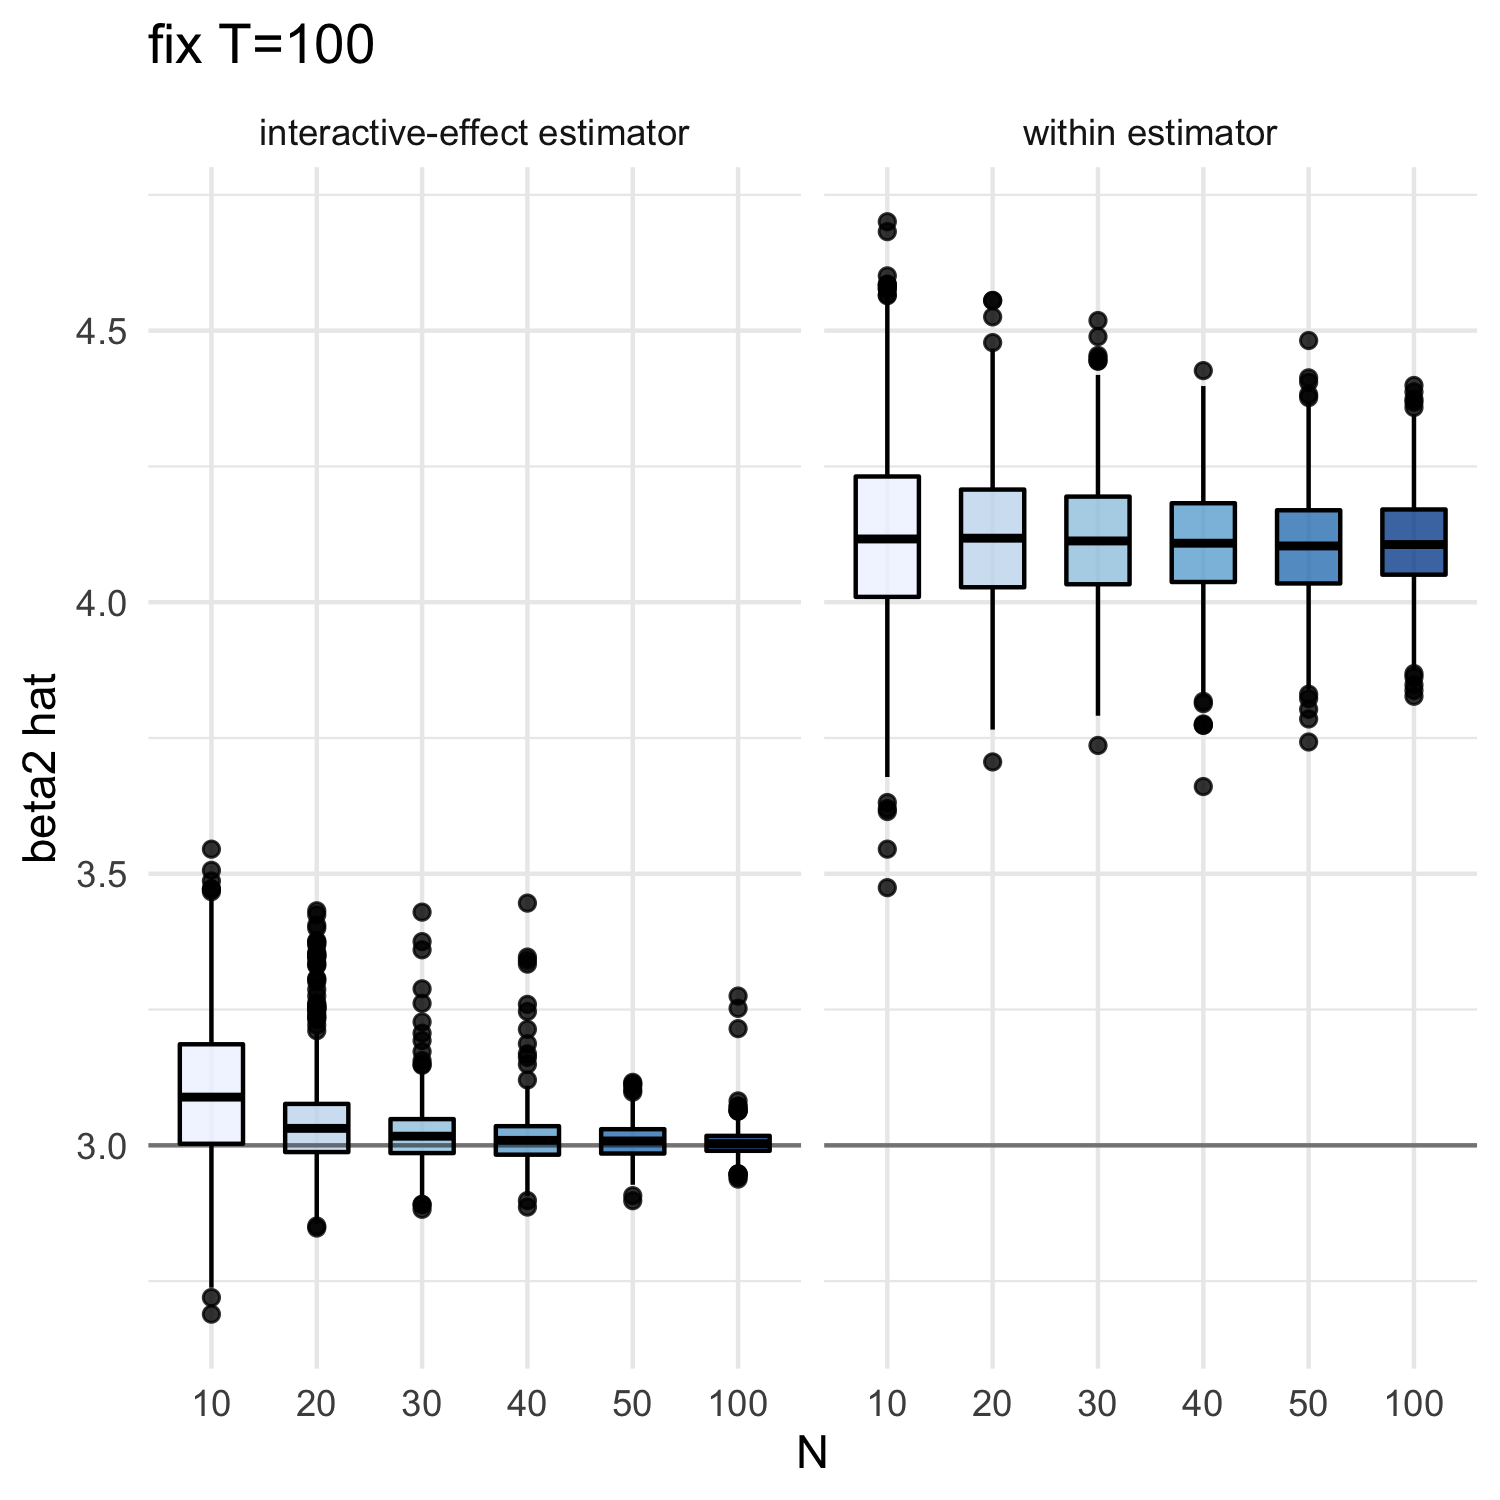 fix T=100
interactive-effect estimator
within estimator
4.5
4.0
3.5
3.0
beta2 hat
10 20 30 40 50 100
10 20 30 40 50 100
N